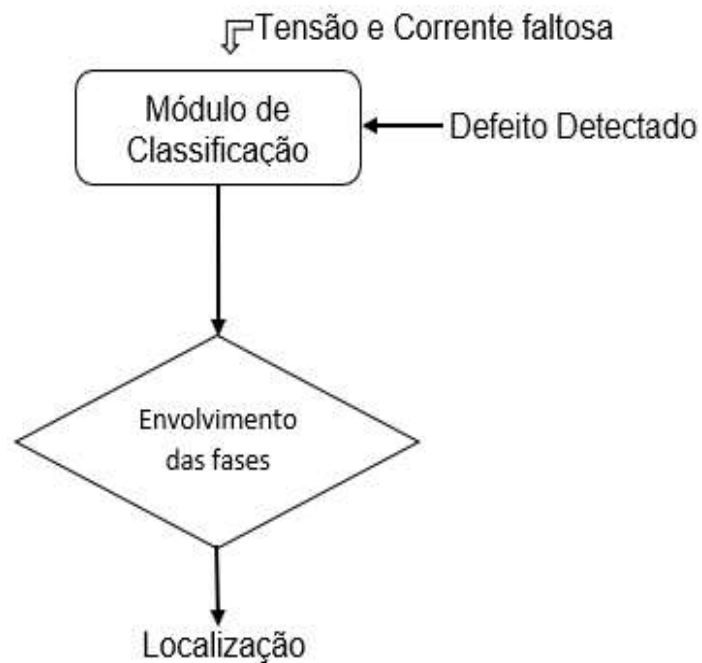 Tensão e Corrente faltosa
Módulo de
Classificação
Defeito Detectado
Envolvimento
das fases
Localização